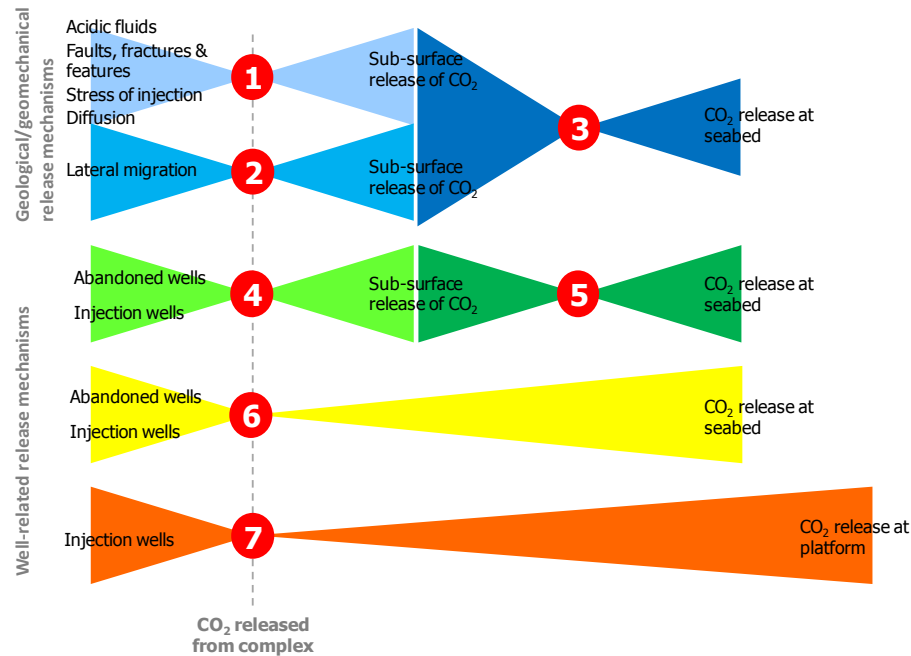 Geological/geomechanical
release mechanisms
Acidic fluids
Faults, fractures &
features
Stress of injection
Diffusion
1
Sub-surface
release of CO₂
3
CO₂ release at
seabed
Lateral migration
2
Sub-surface
release of CO₂
Well-related release mechanisms
Abandoned wells
Injection wells
4
Sub-surface
release of CO₂
5
CO₂ release at
seabed
Abandoned wells
Injection wells
6
CO₂ release at
seabed
Injection wells
7
CO₂ release at
platform
CO₂ released
from complex